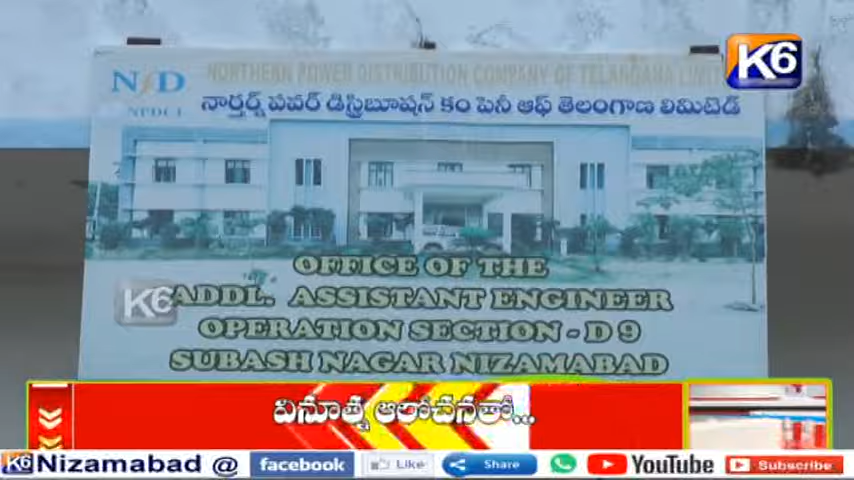 K6
NPD
NPDCL
NORTHERN POWER DISTRIBUTION COMPANY OF TELANGANA LIMIT
నార్తర్న్ పవర్ డిస్ట్రిబ్యూషన్ కం పెనీ ఆఫ్ తెలంగాణ లిమిటెడ్
OFFICE OF THE
K6 ADDL. ASSISTANT ENGINEER
OPERATION SECTION - D 9
SUBASH NAGAR NIZAMABAD
వినూత్న ఆలోచనతో...
K6 Nizamabad @ facebook Like Share YouTube Subscribe